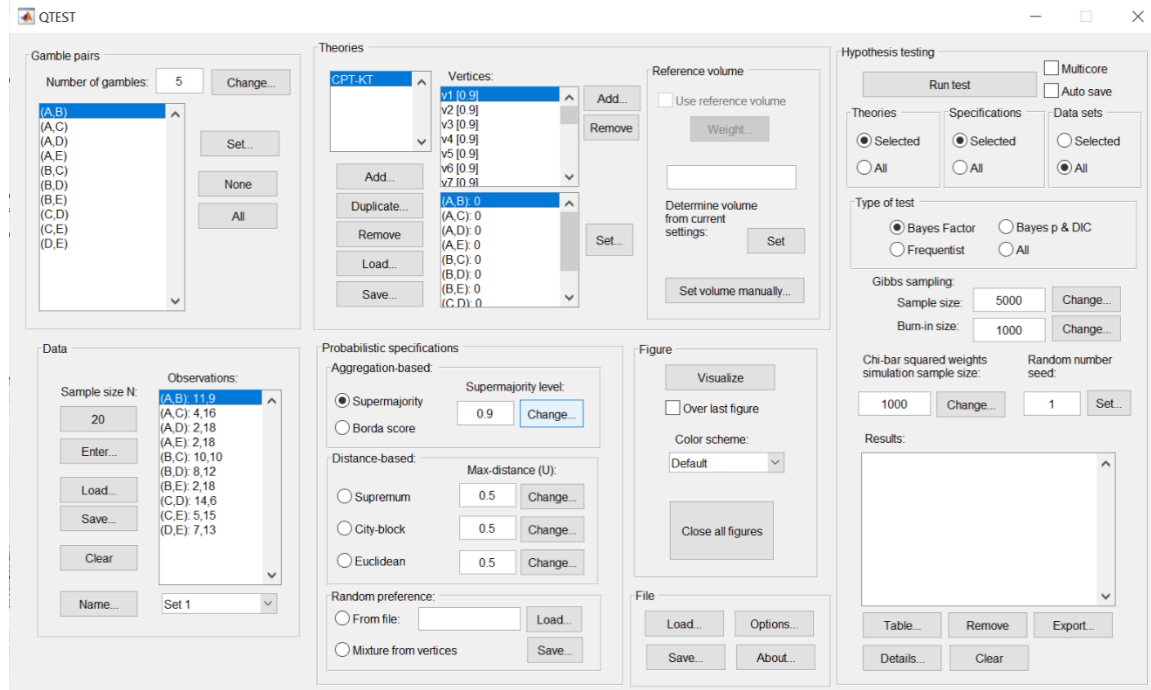 QTEST
Gamble pairs
Number of gambles: 5 Change...
(A,B)
(A,C)
(A,D)
(A,E)
(B,C)
(B,D)
(B,E)
(C,D)
(C,E)
(D,E)
Set...
None
All
Theories
CPT-KT
Add...
Duplicate...
Remove
Load...
Save...
Vertices:
v1 [0.9]
v2 [0.9]
v3 [0.9]
v4 [0.9]
v5 [0.9]
v6 [0.9]
v7 [0.9]
Add...
Remove
(A,B): 0
(A,C): 0
(A,D): 0
(A,E): 0
(B,C): 0
(B,D): 0
(B,E): 0
(C,D): 0
Set...
Reference volume
Use reference volume
Weight...
Determine volume
from current
settings:
Set
Set volume manually...
Hypothesis testing
Run test
Multicore
Auto save
Theories
Selected
All
Specifications
Selected
All
Data sets
Selected
All
Type of test
Bayes Factor
Bayes p & DIC
Frequentist
All
Gibbs sampling:
Sample size: 5000 Change...
Burn-in size: 1000 Change...
Chi-bar squared weights
simulation sample size:
1000 Change...
Random number
seed:
1 Set...
Results:
Table...
Remove
Export...
Details...
Clear
Data
Sample size N:
20
Enter...
Load...
Save...
Clear
Name...
Observations:
(A,B): 11,9
(A,C): 4,16
(A,D): 2,18
(A,E): 2,18
(B,C): 10,10
(B,D): 8,12
(B,E): 2,18
(C,D): 14,6
(C,E): 5,15
(D,E): 7,13
Set 1
Probabilistic specifications
Aggregation-based:
Supermajority
Borda score
Supermajority level:
0.9 Change...
Distance-based:
Max-distance (U):
Supremum 0.5 Change...
City-block 0.5 Change...
Euclidean 0.5 Change...
Random preference:
From file: Load...
Mixture from vertices Save...
Figure
Visualize
Over last figure
Color scheme:
Default
Close all figures
File
Load...
Options...
Save...
About...